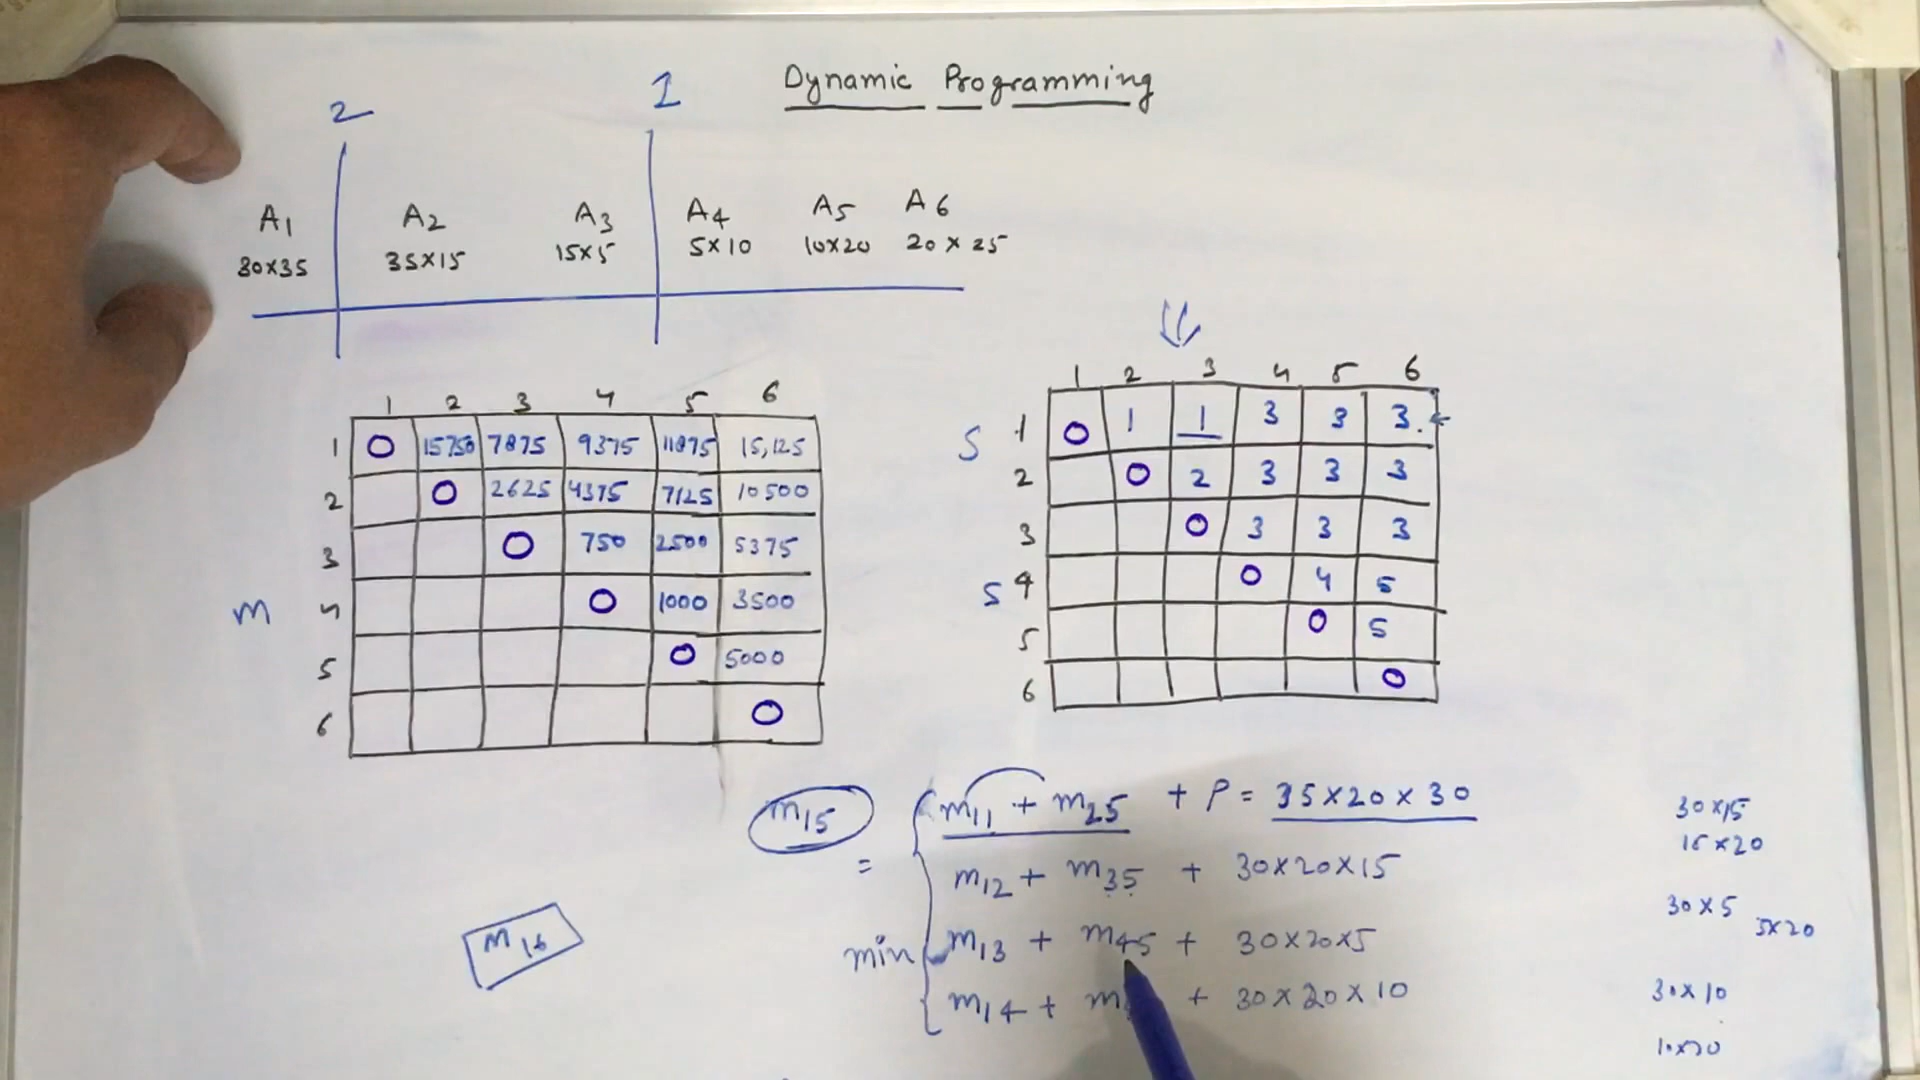 Dynamic Programming
2 1
A1 A2 A3 A4 A5 A6
30x35 35x15 15x5 5x10 10x20 20x25
1 2 3 4 5 6
1 0 15750 7875 9375 11875 15,125
2 0 2625 4375 7125 10500
3 0 750 2500 5375
m 4 0 1000 3500
5 0 5000
6 0
1 2 3 4 5 6
S 1 0 1 1 3 3 3.
2 0 2 3 3 3
3 0 3 3 3
S 4 0 4 5
5 0 5
6 0
m15 = min
m11 + m25 + P = 35x20x30
m12 + m35 + 30x20x15
m13 + m45 + 30x20x5
m14 + m + 30x20x10
m16
30x15
15x20
30x5
5x20
30x10
10x20